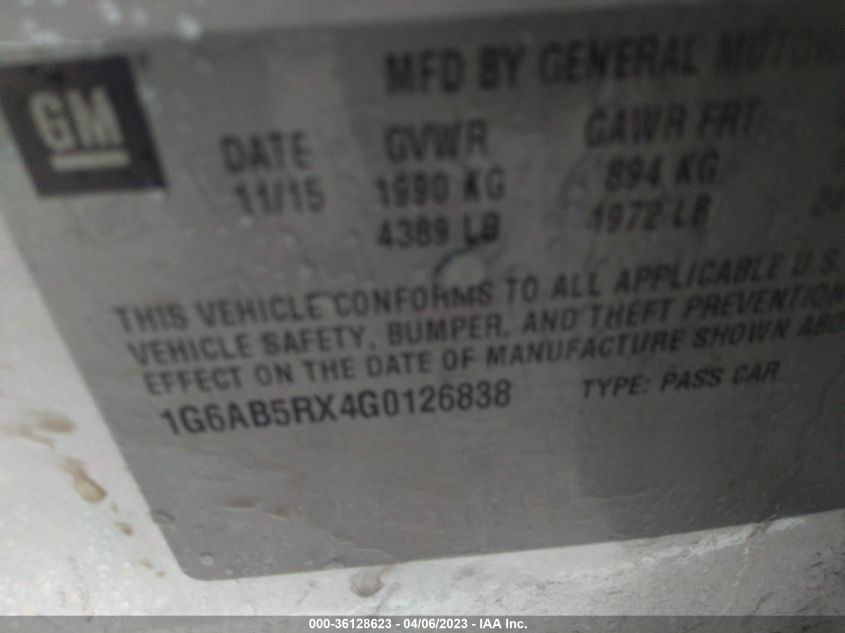 GM
MFD BY GENERAL MOTORS
DATE GVWR GAWR FRT
11/15 1990 KG 894 KG
4389 LB 1972 LB
THIS VEHICLE CONFORMS TO ALL APPLICABLE U.S.
VEHICLE SAFETY, BUMPER, AND THEFT PREVENTION
EFFECT ON THE DATE OF MANUFACTURE SHOWN ABO
1G6AB5RX4G0126838 TYPE: PASS CAR
000-36128623 - 04/06/2023 - IAA Inc.